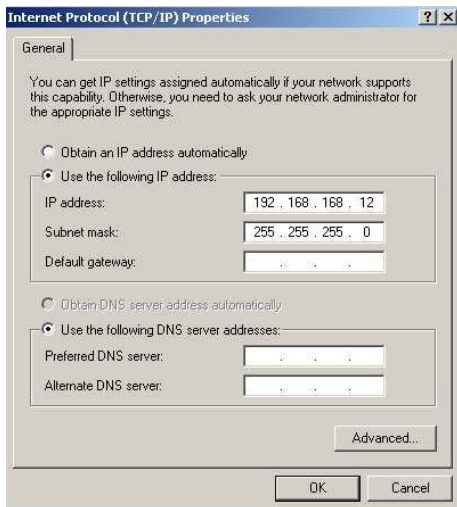 Internet Protocol (TCP/IP) Properties
General
You can get IP settings assigned automatically if your network supports
this capability. Otherwise, you need to ask your network administrator for
the appropriate IP settings.
Obtain an IP address automatically
Use the following IP address:
IP address: 192 . 168 . 168 . 12
Subnet mask: 255 . 255 . 255 . 0
Default gateway: . . .
Obtain DNS server address automatically
Use the following DNS server addresses:
Preferred DNS server: . . .
Alternate DNS server: . . .
Advanced...
OK Cancel